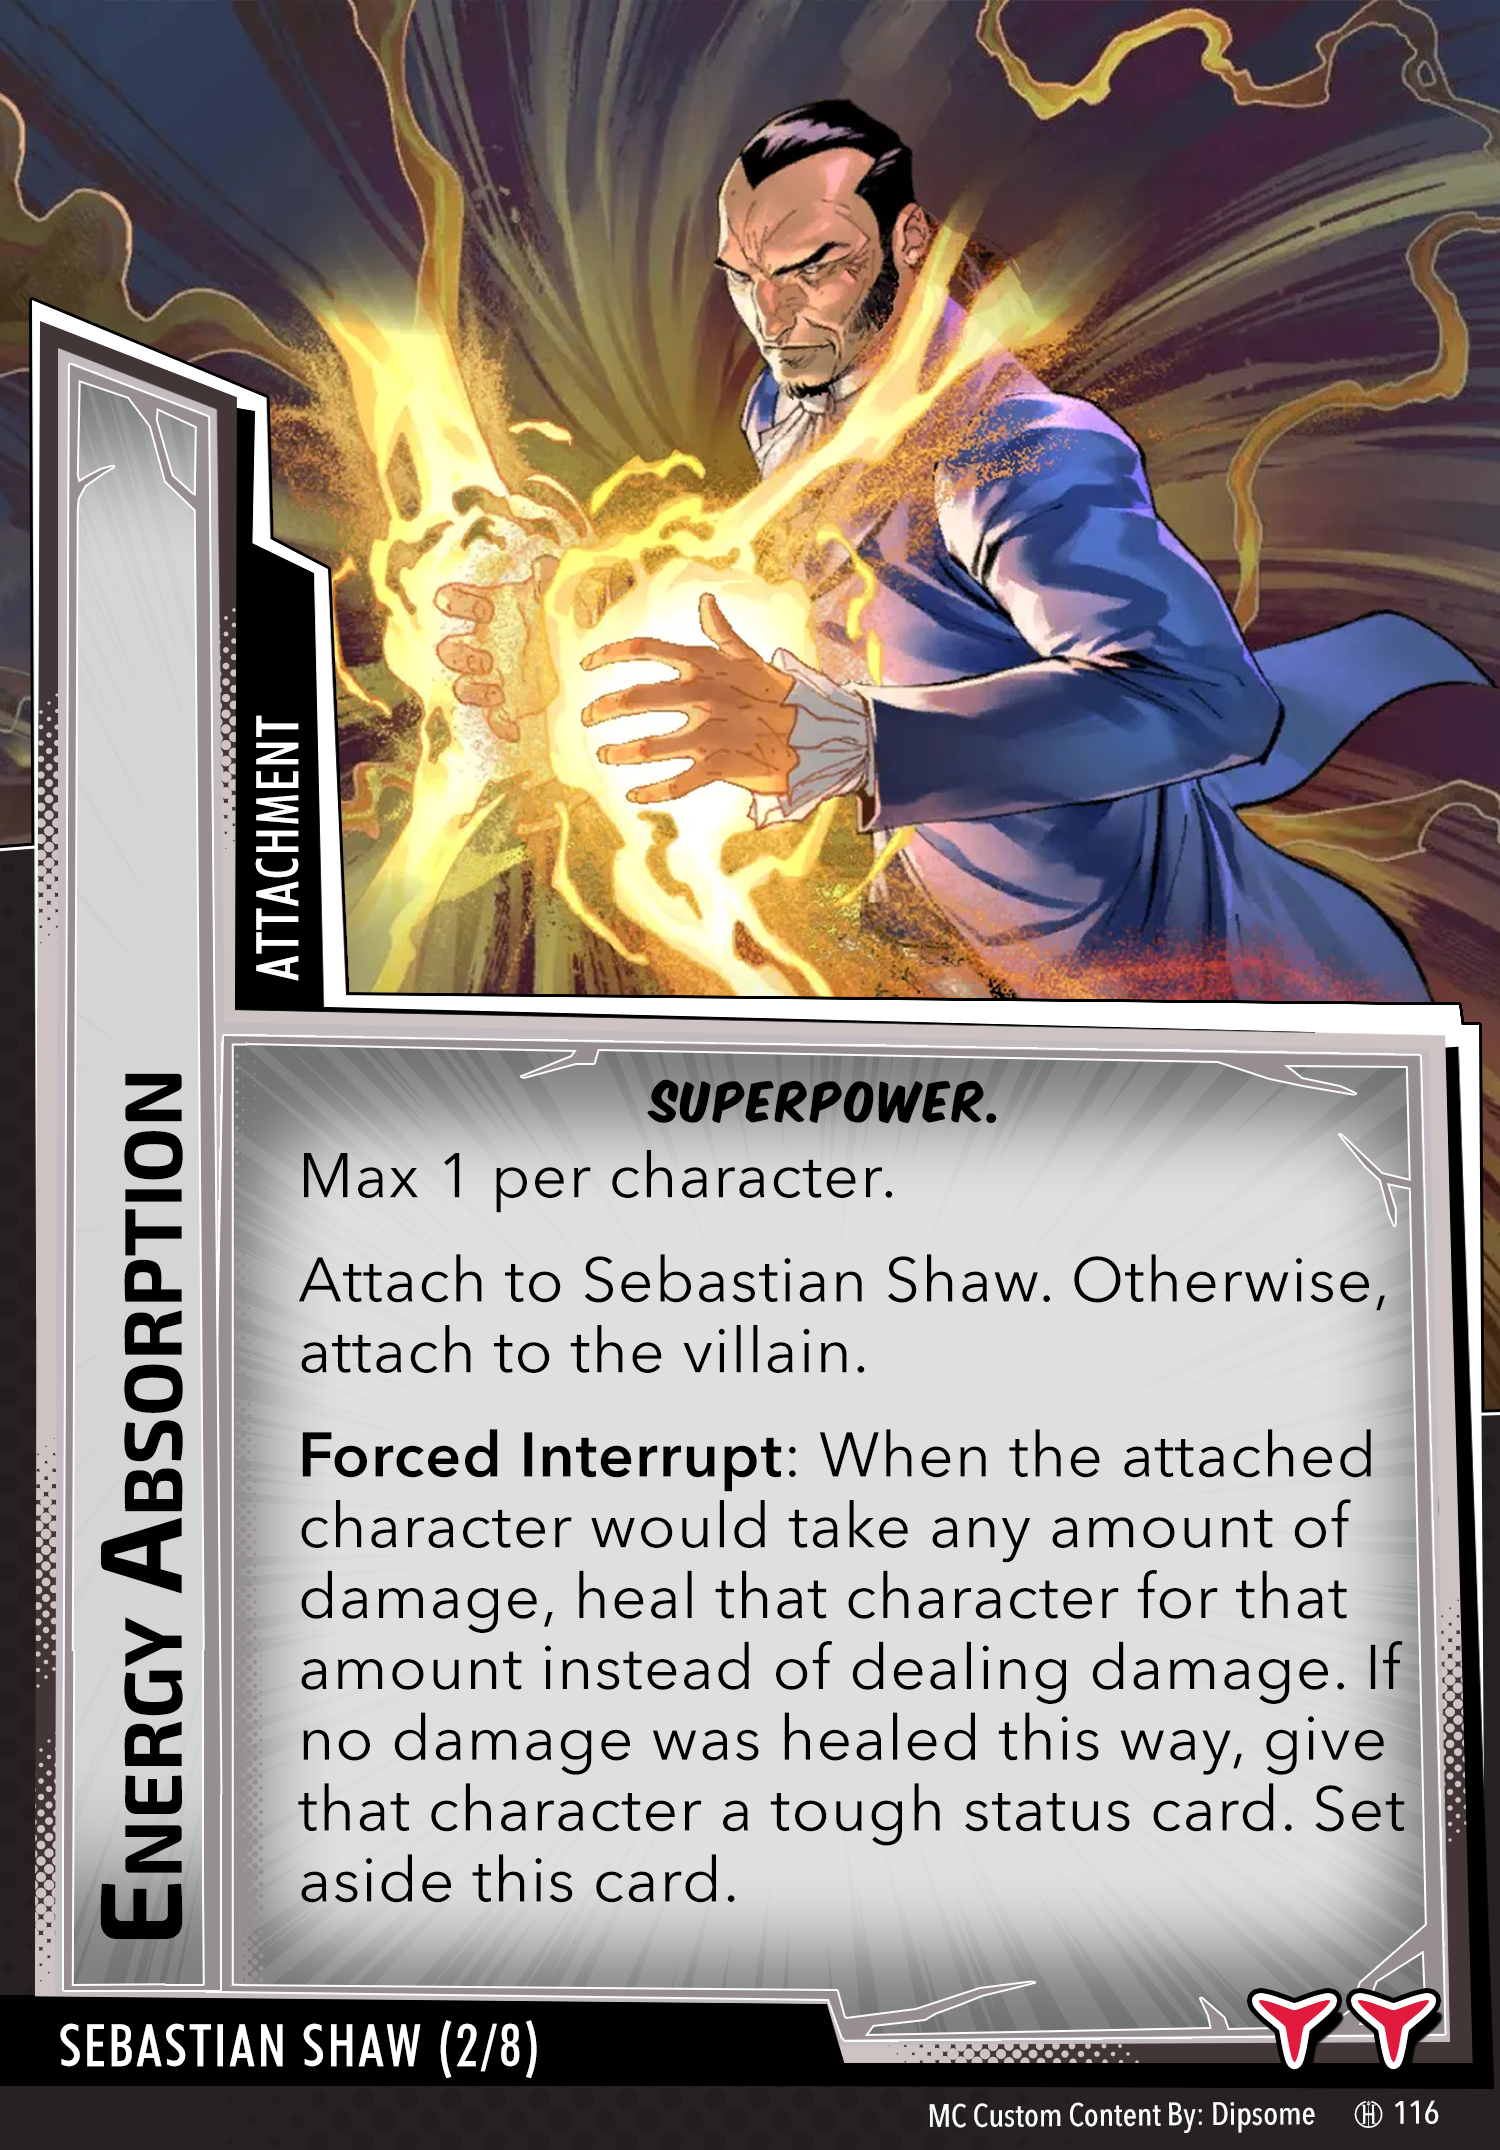 ATTACHMENT
ENERGY ABSORPTION
SUPERPOWER.
Max 1 per character.
Attach to Sebastian Shaw. Otherwise,
attach to the villain.
Forced Interrupt: When the attached
character would take any amount of
damage, heal that character for that
amount instead of dealing damage. If
no damage was healed this way, give
that character a tough status card. Set
aside this card.
SEBASTIAN SHAW (2/8)
MC Custom Content By: Dipsome H 116